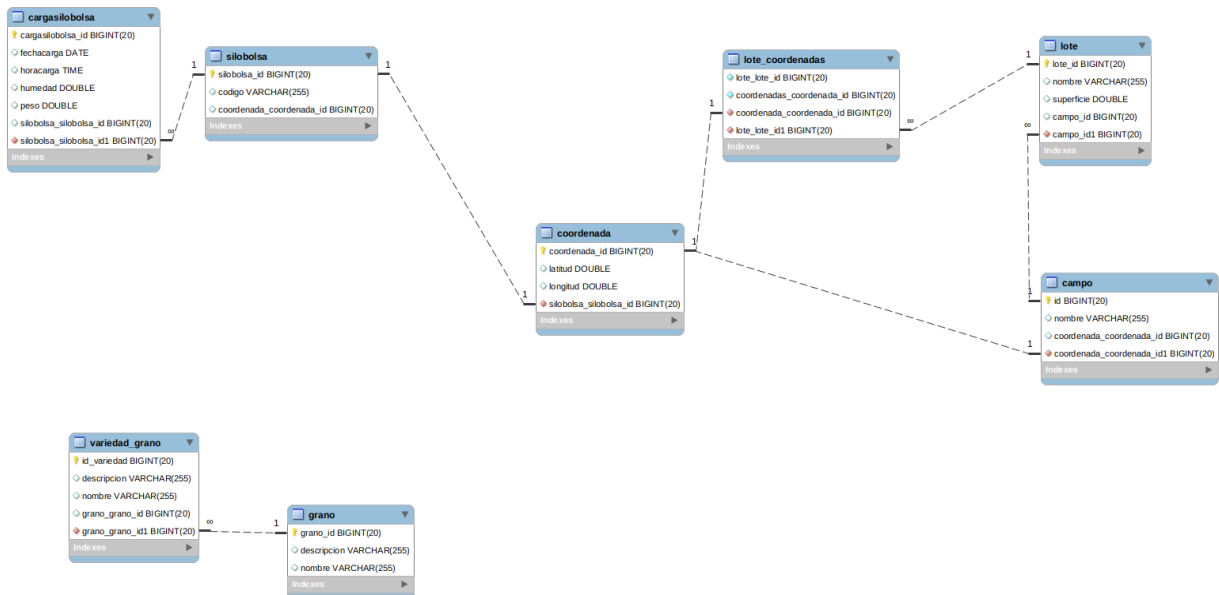 cargasilobolsa
cargasilobolsa_id BIGINT(20)
fechacarga DATE
horacarga TIME
humedad DOUBLE
peso DOUBLE
silobolsa_silobolsa_id BIGINT(20)
silobolsa_silobolsa_id1 BIGINT(20)
Indexes
1
∞
silobolsa
silobolsa_id BIGINT(20)
codigo VARCHAR(255)
coordenada_coordenada_id BIGINT(20)
Indexes
1
1
coordenada
coordenada_id BIGINT(20)
latitud DOUBLE
longitud DOUBLE
silobolsa_silobolsa_id BIGINT(20)
Indexes
1
1
lote_coordenadas
lote_lote_id BIGINT(20)
coordenadas_coordenada_id BIGINT(20)
coordenada_coordenada_id BIGINT(20)
lote_lote_id1 BIGINT(20)
Indexes
∞
1
lote
lote_id BIGINT(20)
nombre VARCHAR(255)
superficie DOUBLE
campo_id BIGINT(20)
campo_id1 BIGINT(20)
Indexes
∞
1
campo
id BIGINT(20)
nombre VARCHAR(255)
coordenada_coordenada_id BIGINT(20)
coordenada_coordenada_id1 BIGINT(20)
Indexes
1
variedad_grano
id_variedad BIGINT(20)
descripcion VARCHAR(255)
nombre VARCHAR(255)
grano_grano_id BIGINT(20)
grano_grano_id1 BIGINT(20)
Indexes
∞
1
grano
grano_id BIGINT(20)
descripcion VARCHAR(255)
nombre VARCHAR(255)
Indexes